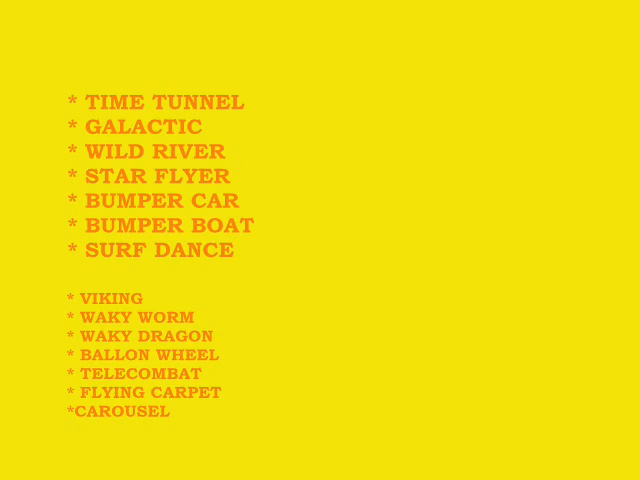 * TIME TUNNEL
* GALACTIC
* WILD RIVER
* STAR FLYER
* BUMPER CAR
* BUMPER BOAT
* SURF DANCE
* VIKING
* WAKY WORM
* WAKY DRAGON
* BALLON WHEEL
* TELECOMBAT
* FLYING CARPET
*CAROUSEL